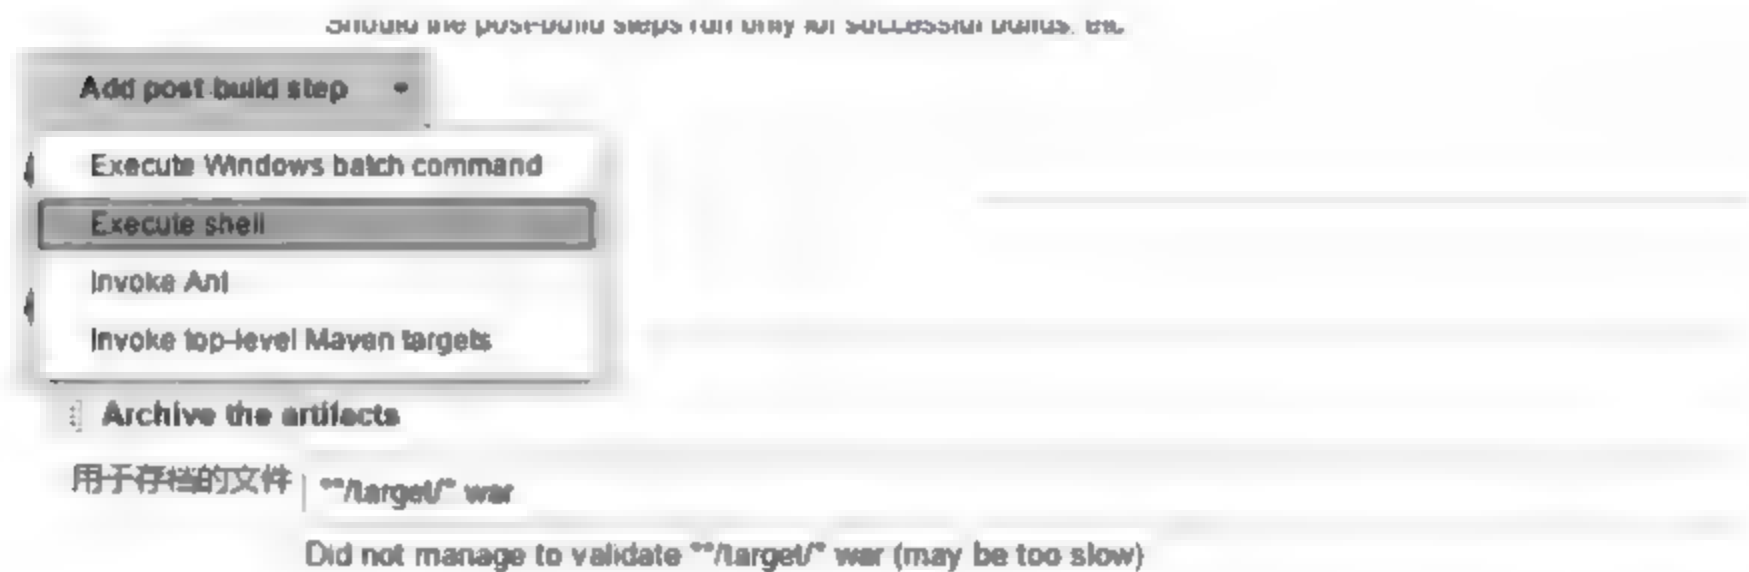 Should the post-build steps run only for successful builds, etc.
Add post-build step
Execute Windows batch command
Execute shell
Invoke Ant
Invoke top-level Maven targets
Archive the artifacts
用于存档的文件
**/target/*.war
Did not manage to validate **/target/*.war (may be too slow)